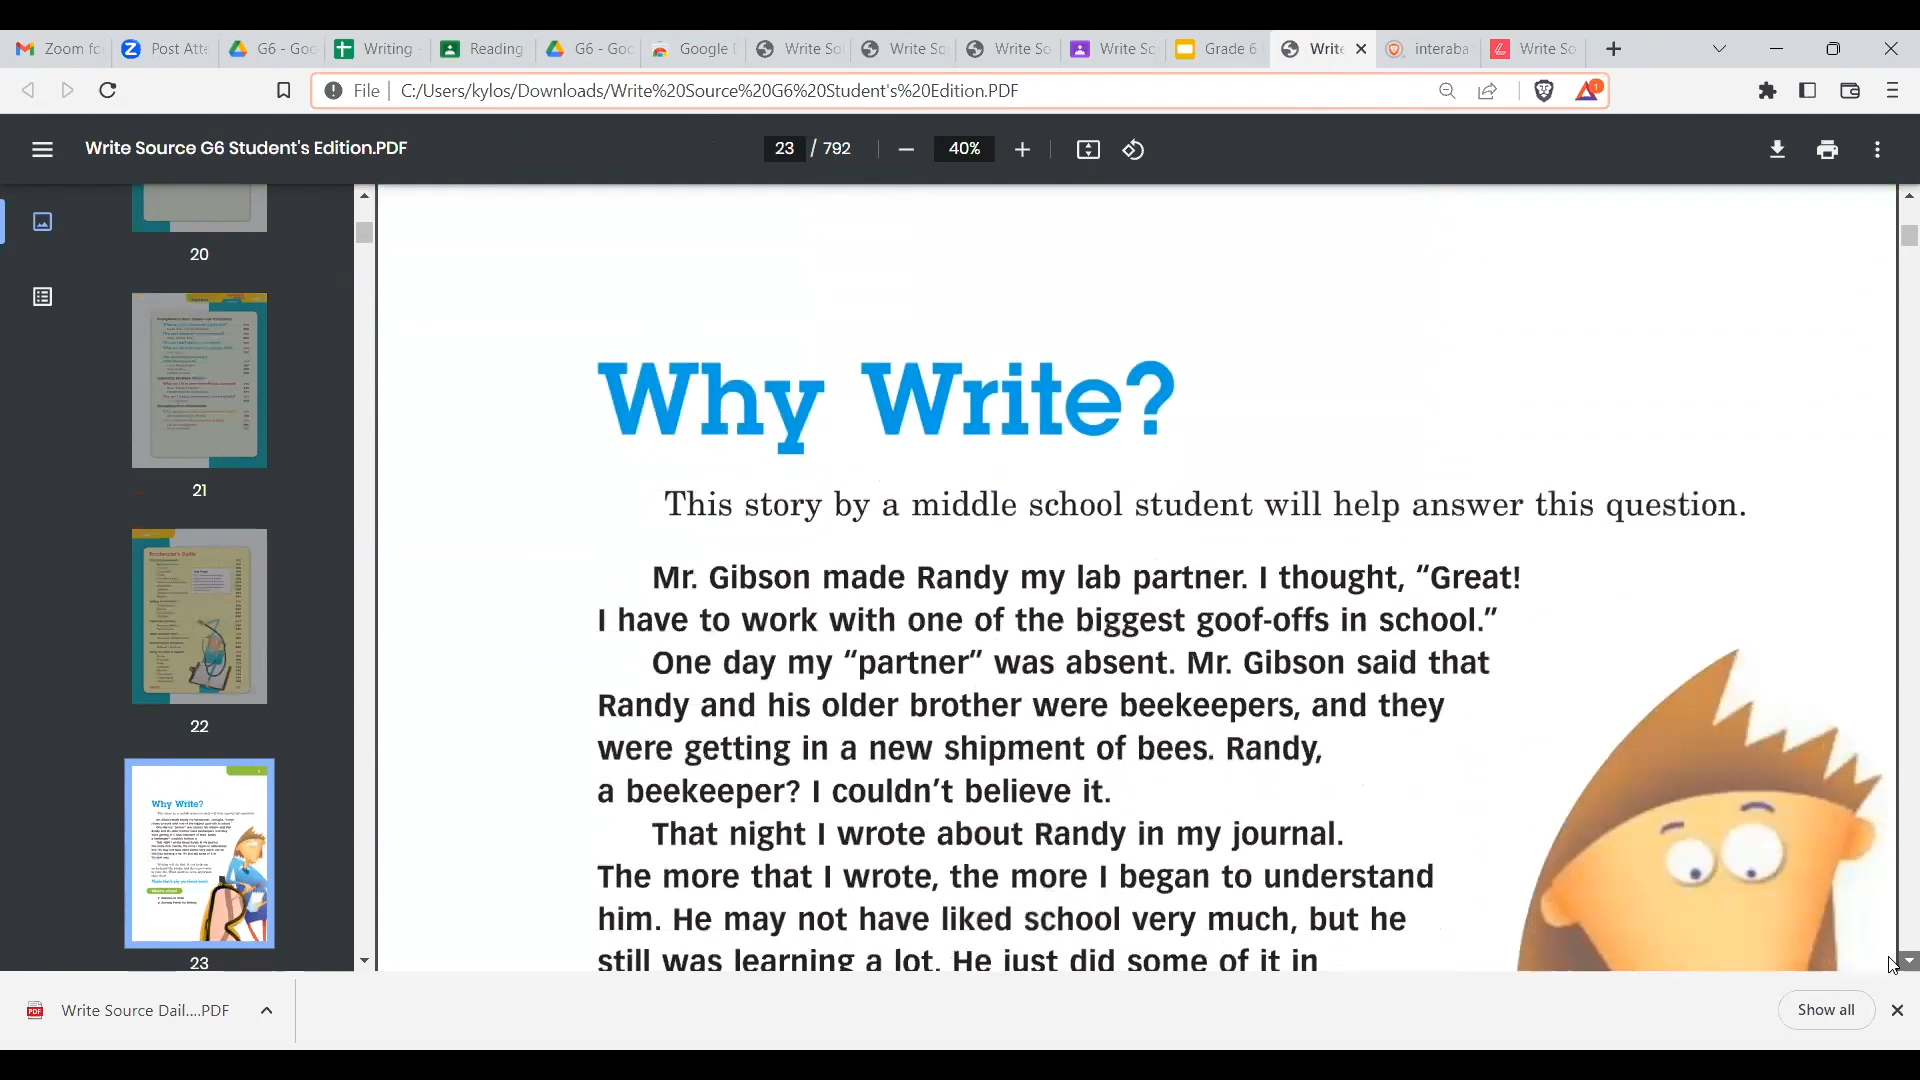 Zoom fo
Post Atte
G6 - Goo
Writing -
Reading
G6 - Goo
Google D
Write So
Write So
Write So
Write So
Grade 6
Write
interaba
Write So
File
C:/Users/kylos/Downloads/Write%20Source%20G6%20Student's%20Edition.PDF
Write Source G6 Student's Edition.PDF
23 / 792
40%
20
21
22
23
Why Write?
This story by a middle school student will help answer this question.
Mr. Gibson made Randy my lab partner. I thought, “Great!
I have to work with one of the biggest goof-offs in school.”
One day my “partner” was absent. Mr. Gibson said that
Randy and his older brother were beekeepers, and they
were getting in a new shipment of bees. Randy,
a beekeeper? I couldn’t believe it.
That night I wrote about Randy in my journal.
The more that I wrote, the more I began to understand
him. He may not have liked school very much, but he
still was learning a lot. He just did some of it in
Write Source Dail....PDF
Show all